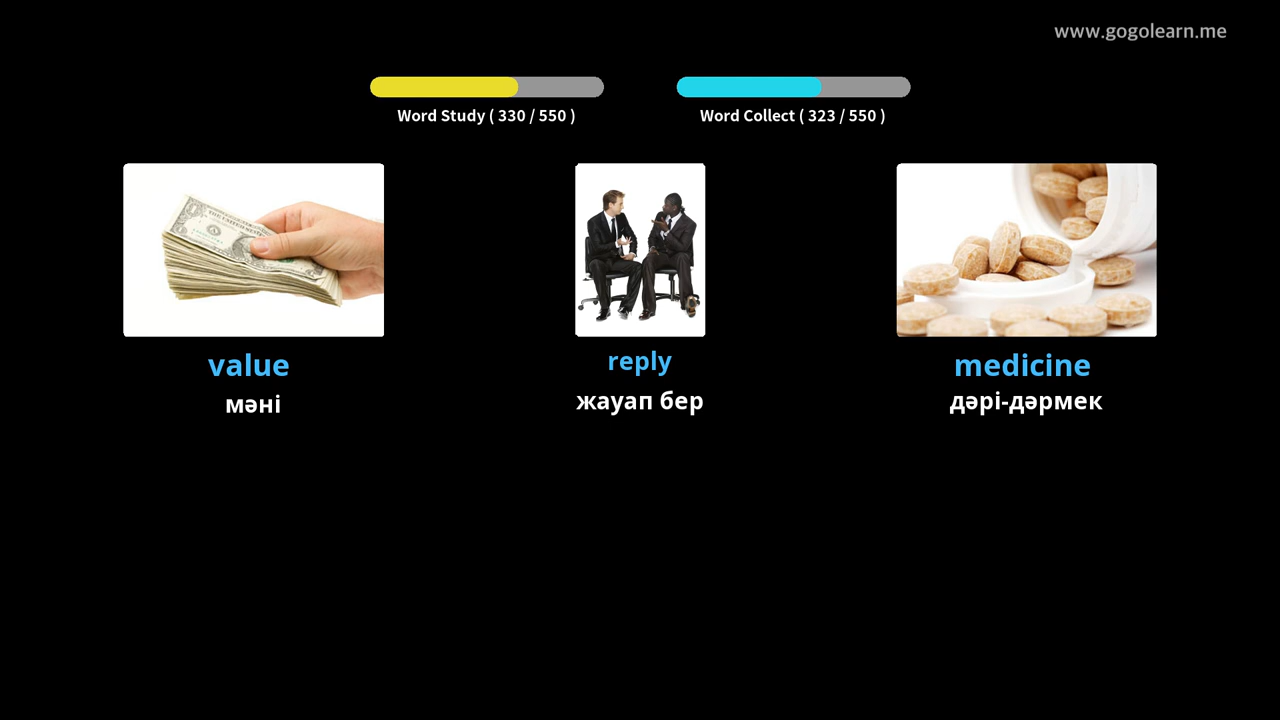 www.gogolearn.me
Word Study ( 330 / 550 )
Word Collect ( 323 / 550 )
value
reply
medicine
мәні
жауап бер
дәрі-дәрмек